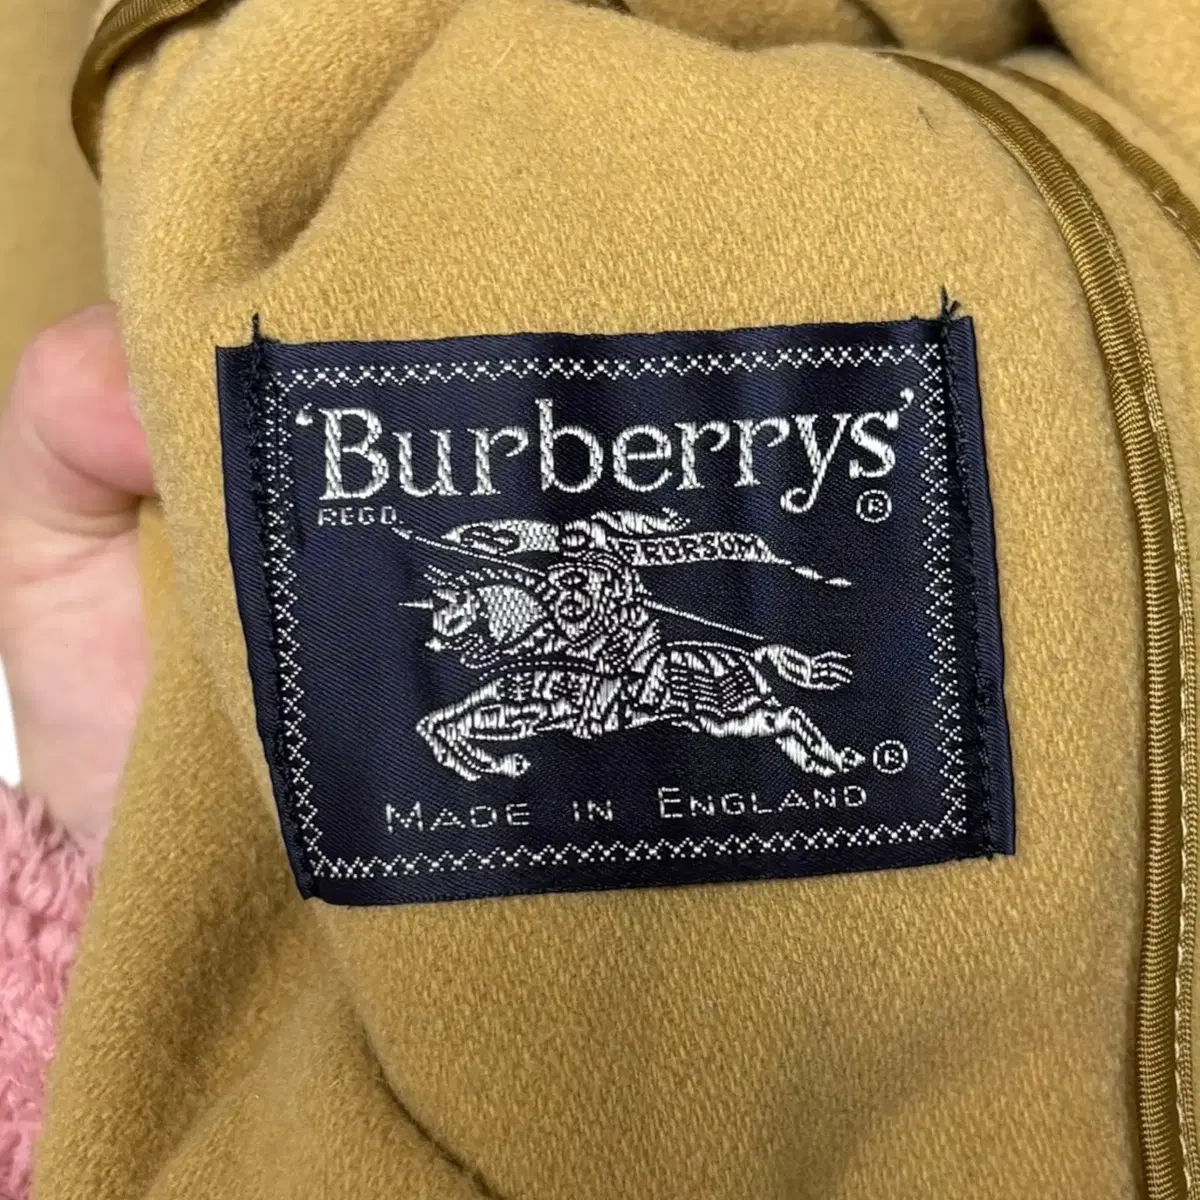 'Burberrys'
REGD. ®
PRORSUM
®
MADE IN ENGLAND